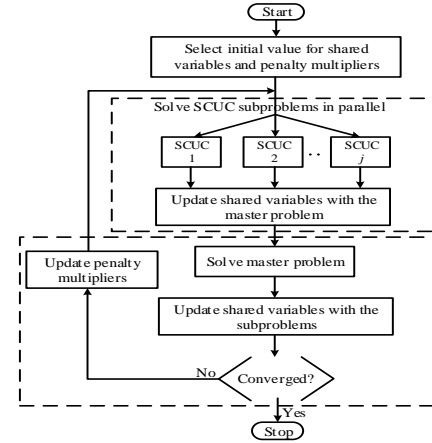 Start
Select initial value for shared
variables and penalty multipliers
Solve SCUC subproblems in parallel
SCUC
1
SCUC
2
..
SCUC
j
Update shared variables with the
master problem
Update penalty
multipliers
Solve master problem
Update shared variables with the
subproblems
No
Converged?
Yes
Stop